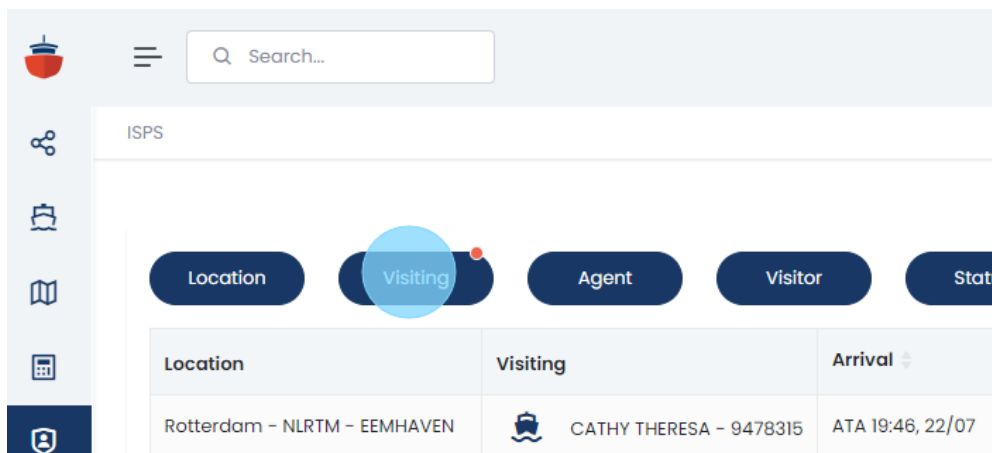 Search...
ISPS
Location Visiting Agent Visitor
Location Visiting Arrival
Rotterdam - NLRTM - EEMHAVEN CATHY THERESA - 9478315 ATA 19:46, 22/07